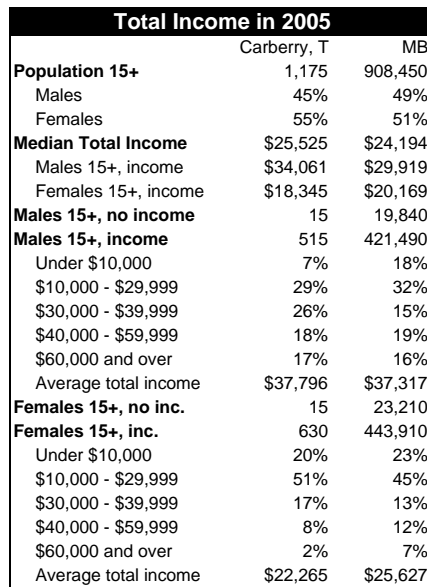 Total Income in 2005
Carberry, T MB
Population 15+ 1,175 908,450
Males 45% 49%
Females 55% 51%
Median Total Income $25,525 $24,194
Males 15+, income $34,061 $29,919
Females 15+, income $18,345 $20,169
Males 15+, no income 15 19,840
Males 15+, income 515 421,490
Under $10,000 7% 18%
$10,000 - $29,999 29% 32%
$30,000 - $39,999 26% 15%
$40,000 - $59,999 18% 19%
$60,000 and over 17% 16%
Average total income $37,796 $37,317
Females 15+, no inc. 15 23,210
Females 15+, inc. 630 443,910
Under $10,000 20% 23%
$10,000 - $29,999 51% 45%
$30,000 - $39,999 17% 13%
$40,000 - $59,999 8% 12%
$60,000 and over 2% 7%
Average total income $22,265 $25,627